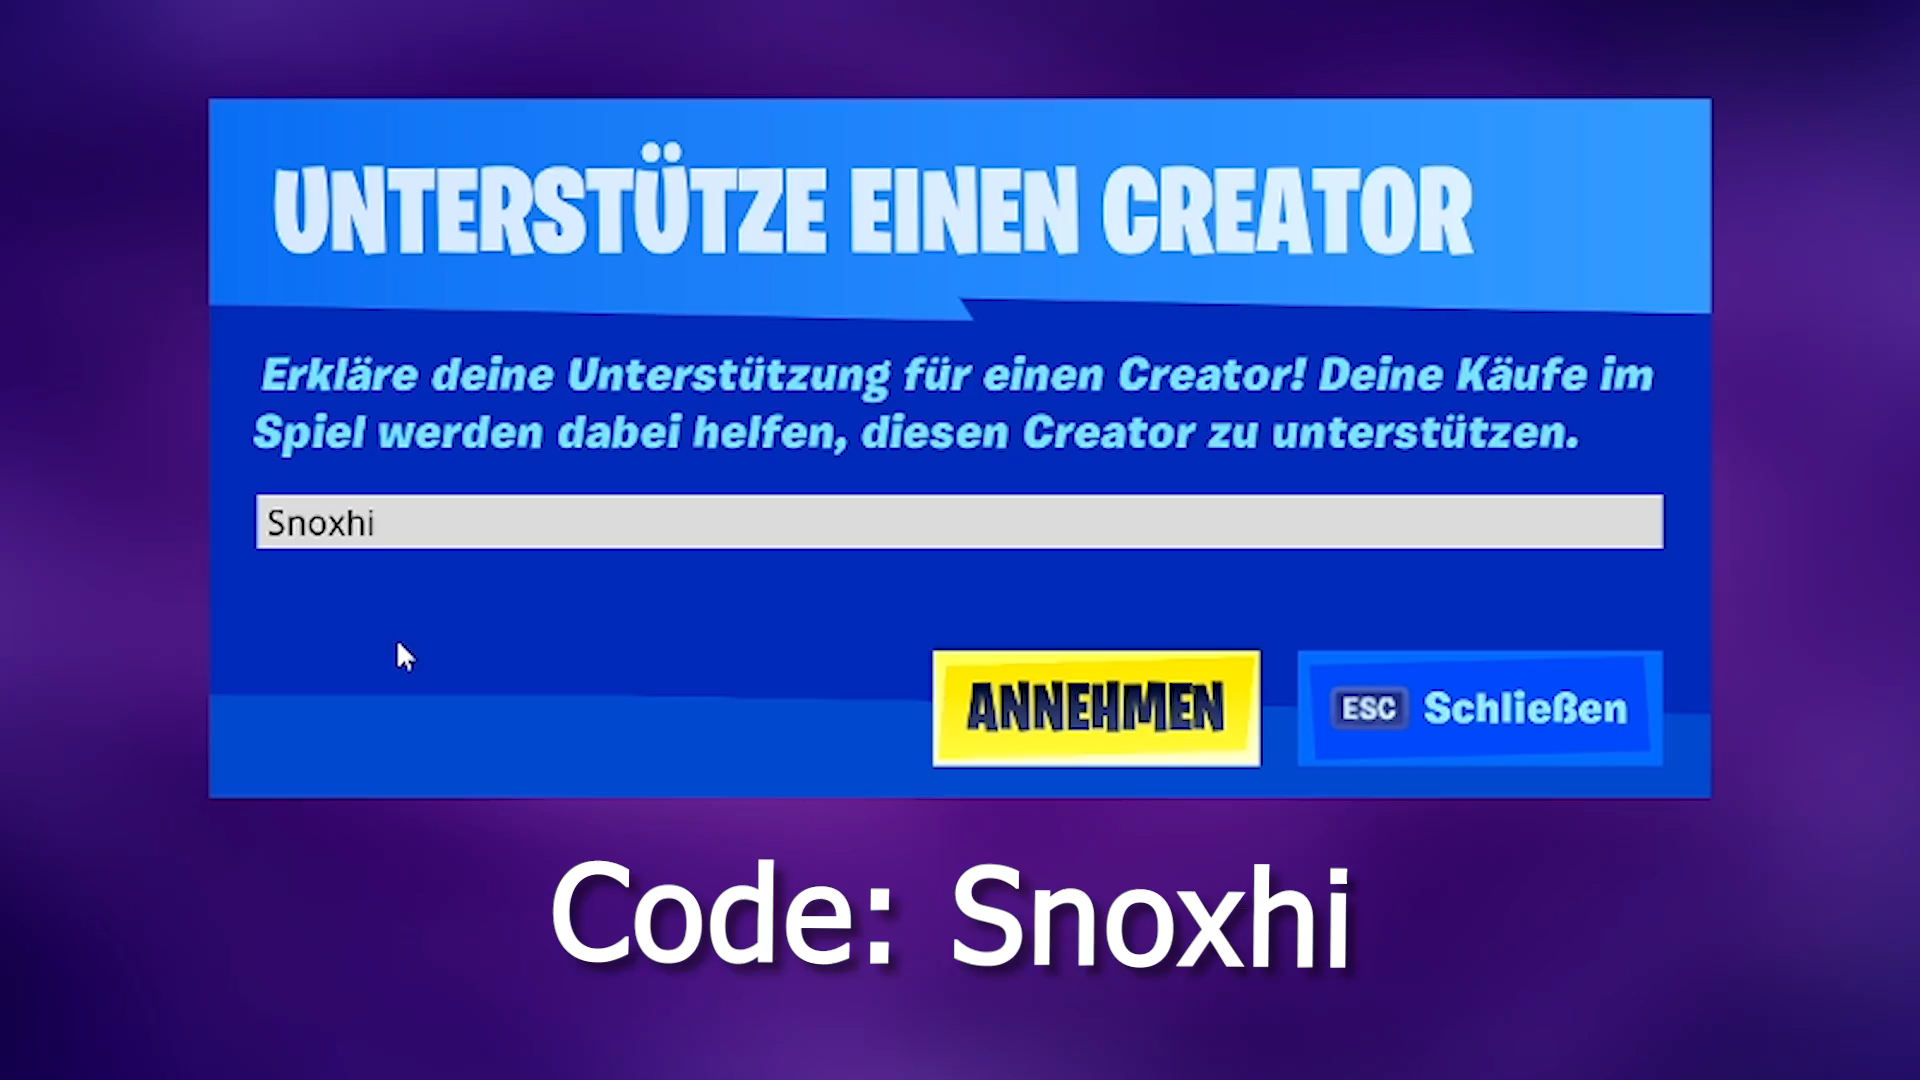 UNTERSTÜTZE EINEN CREATOR
Erkläre deine Unterstützung für einen Creator! Deine Käufe im
Spiel werden dabei helfen, diesen Creator zu unterstützen.
Snoxhi
ANNEHMEN
ESC Schließen
Code: Snoxhi